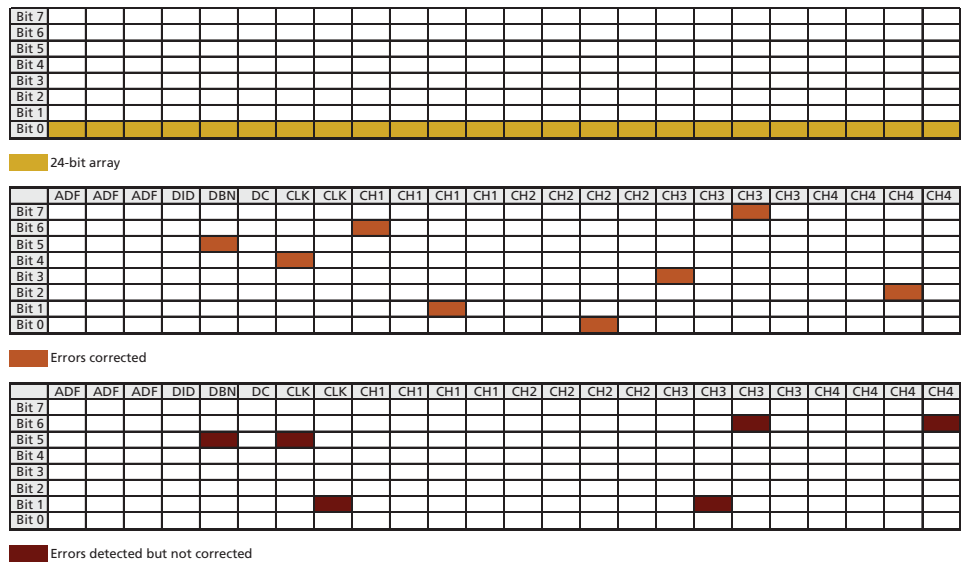 Bit 7
Bit 6
Bit 5
Bit 4
Bit 3
Bit 2
Bit 1
Bit 0
24-bit array
ADF ADF ADF DID DBN DC CLK CLK CH1 CH1 CH1 CH1 CH2 CH2 CH2 CH2 CH3 CH3 CH3 CH3 CH4 CH4 CH4 CH4
Bit 7
Bit 6
Bit 5
Bit 4
Bit 3
Bit 2
Bit 1
Bit 0
Errors corrected
ADF ADF ADF DID DBN DC CLK CLK CH1 CH1 CH1 CH1 CH2 CH2 CH2 CH2 CH3 CH3 CH3 CH3 CH4 CH4 CH4 CH4
Bit 7
Bit 6
Bit 5
Bit 4
Bit 3
Bit 2
Bit 1
Bit 0
Errors detected but not corrected